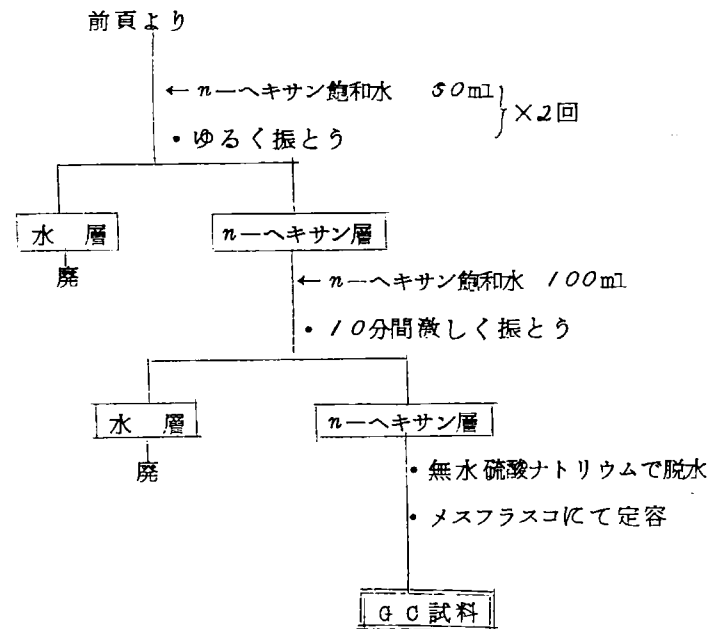 前頁より
← n—ヘキサン飽和水 50ml } ×2回
・ゆるく振とう
水 層 n—ヘキサン層
廃
← n—ヘキサン飽和水 100ml
・10分間激しく振とう
水 層 n—ヘキサン層
廃
・無水硫酸ナトリウムで脱水
・メスフラスコにて定容
GC試料